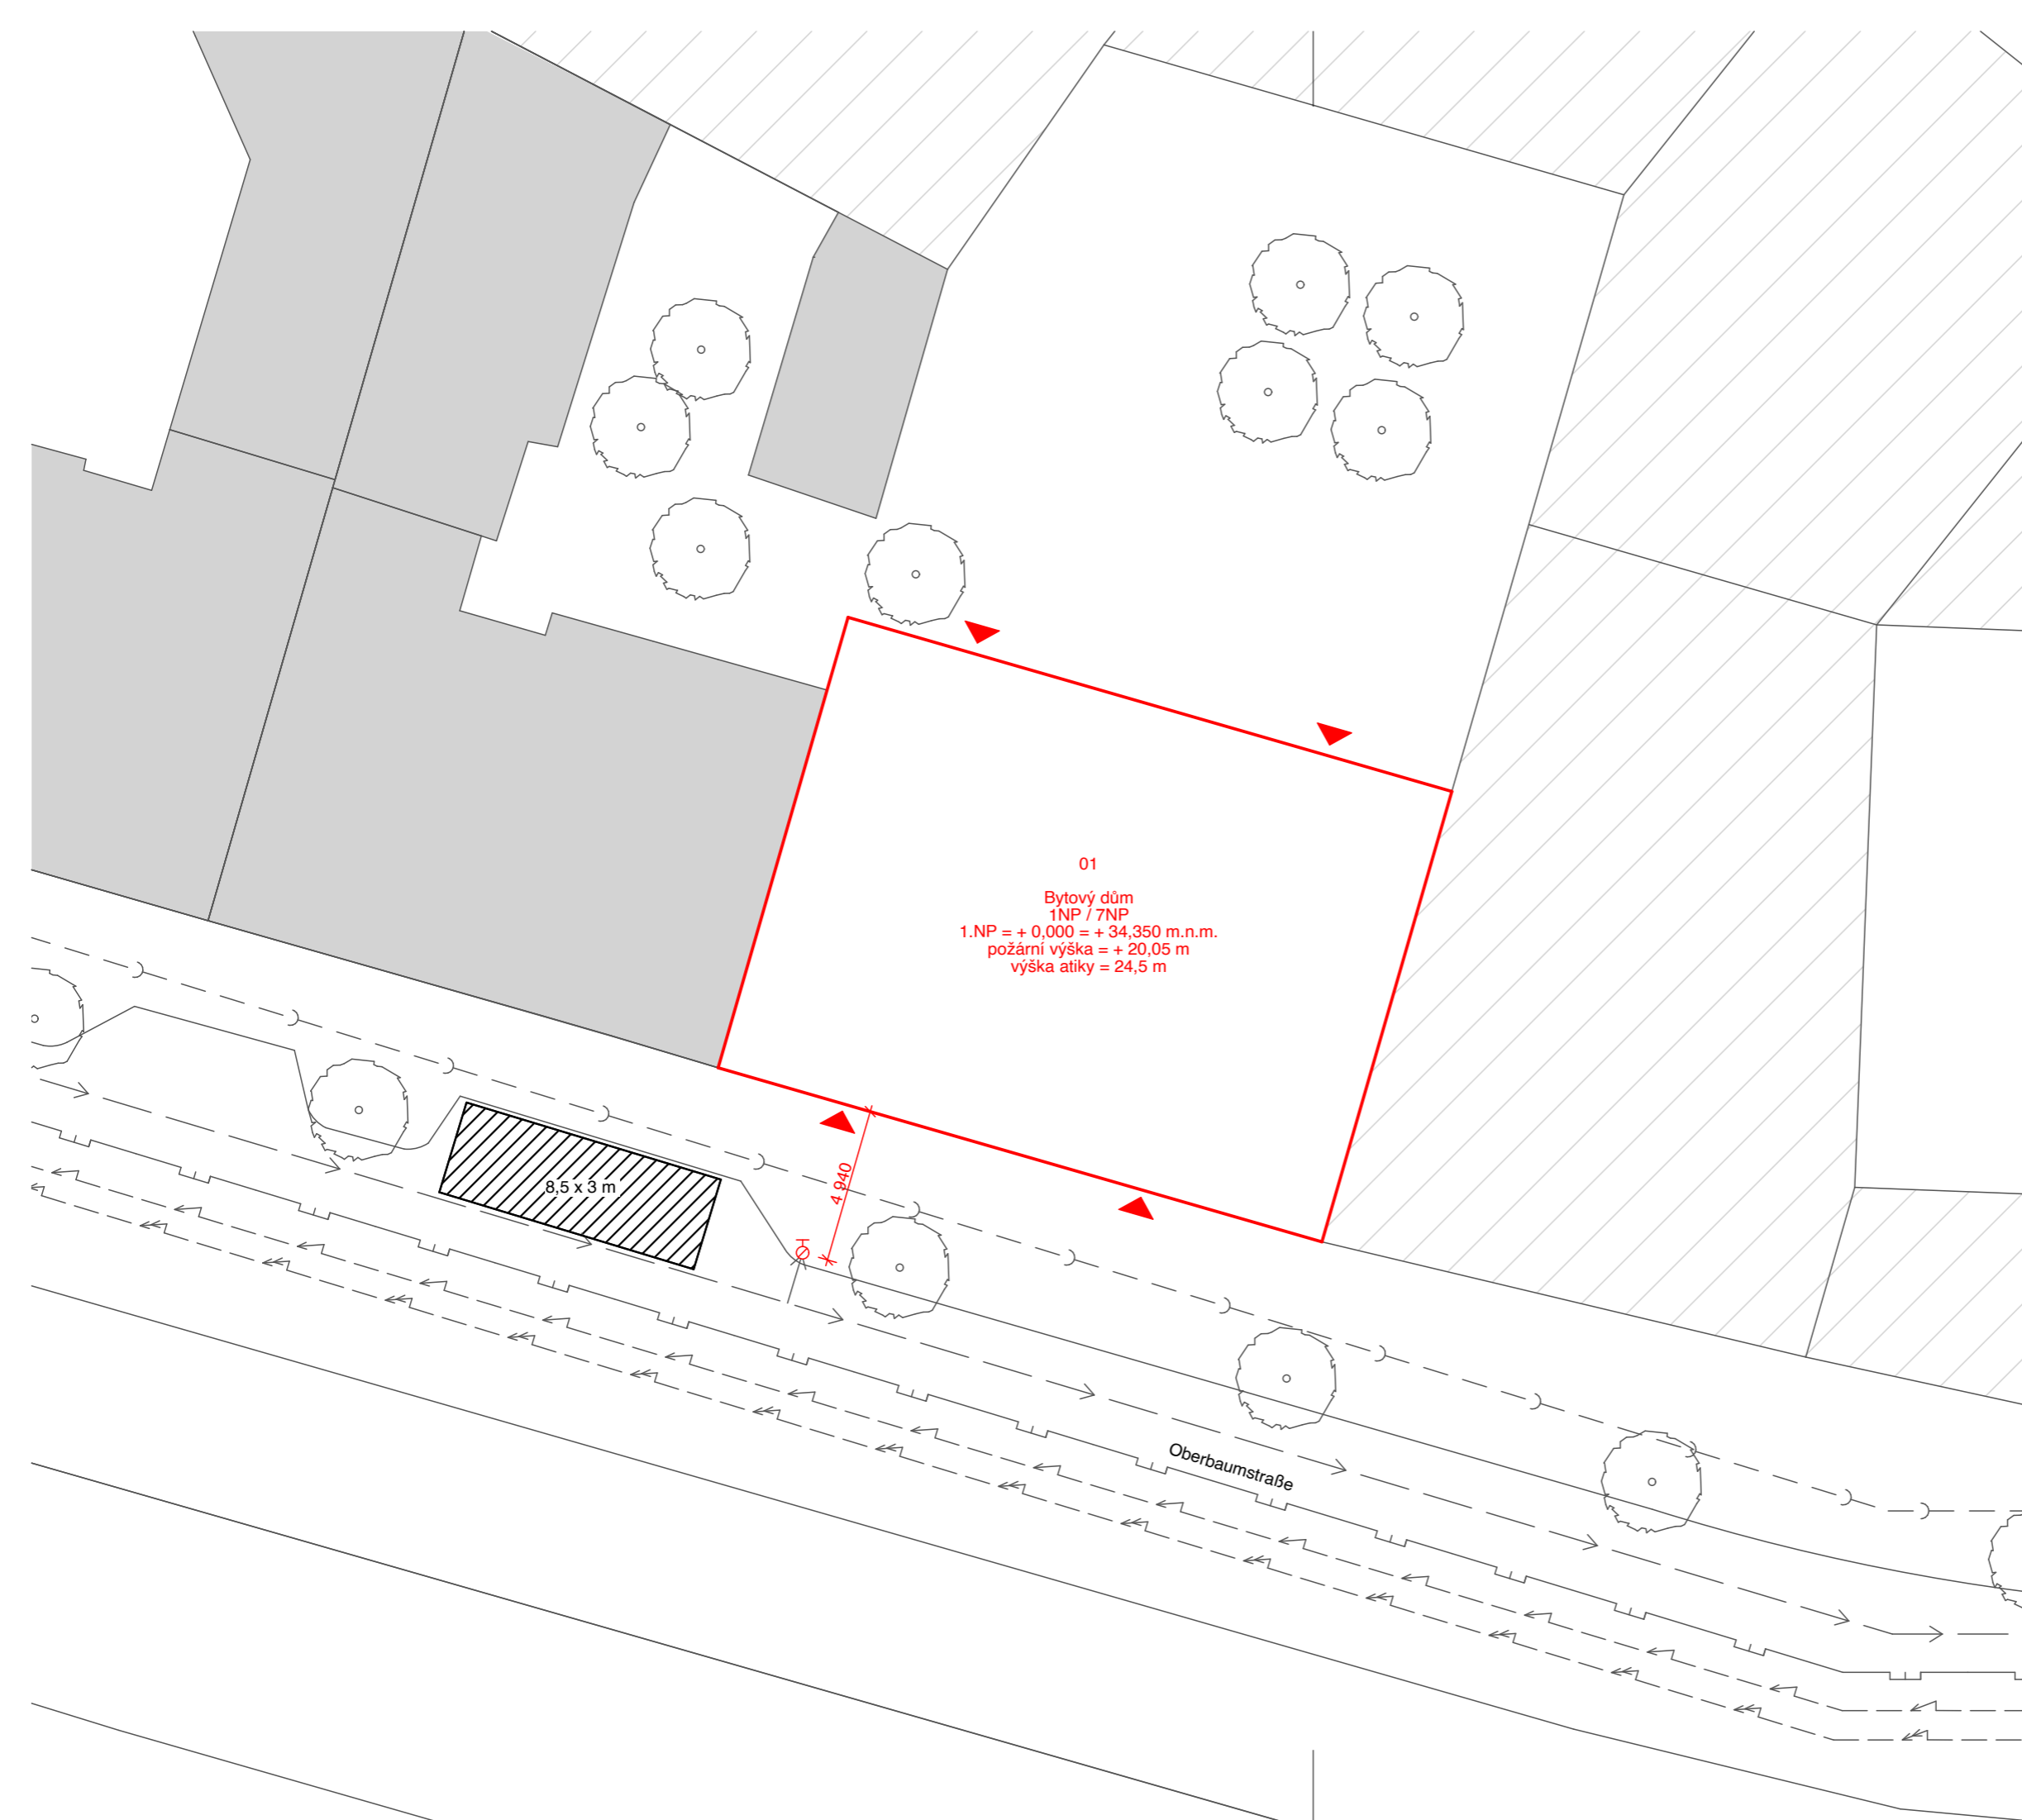 01
Bytový dům
1NP / 7NP
1.NP = + 0,000 = + 34,350 m.n.m.
požární výška = + 20,05 m
výška atiky = 24,5 m
4 940
8,5 x 3 m
H
Oberbaumstraße